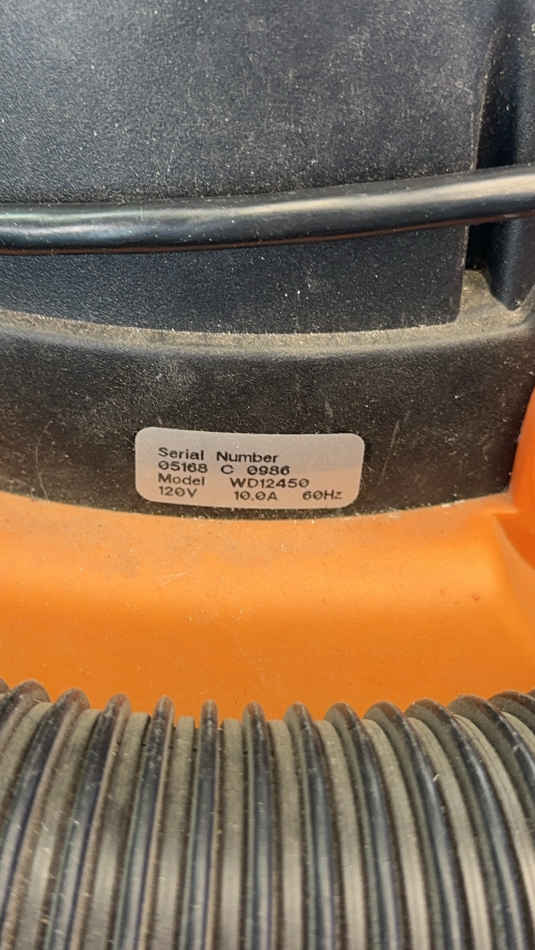 Serial Number
05168 C 0986
Model WD12450
120V 10.0A 60Hz